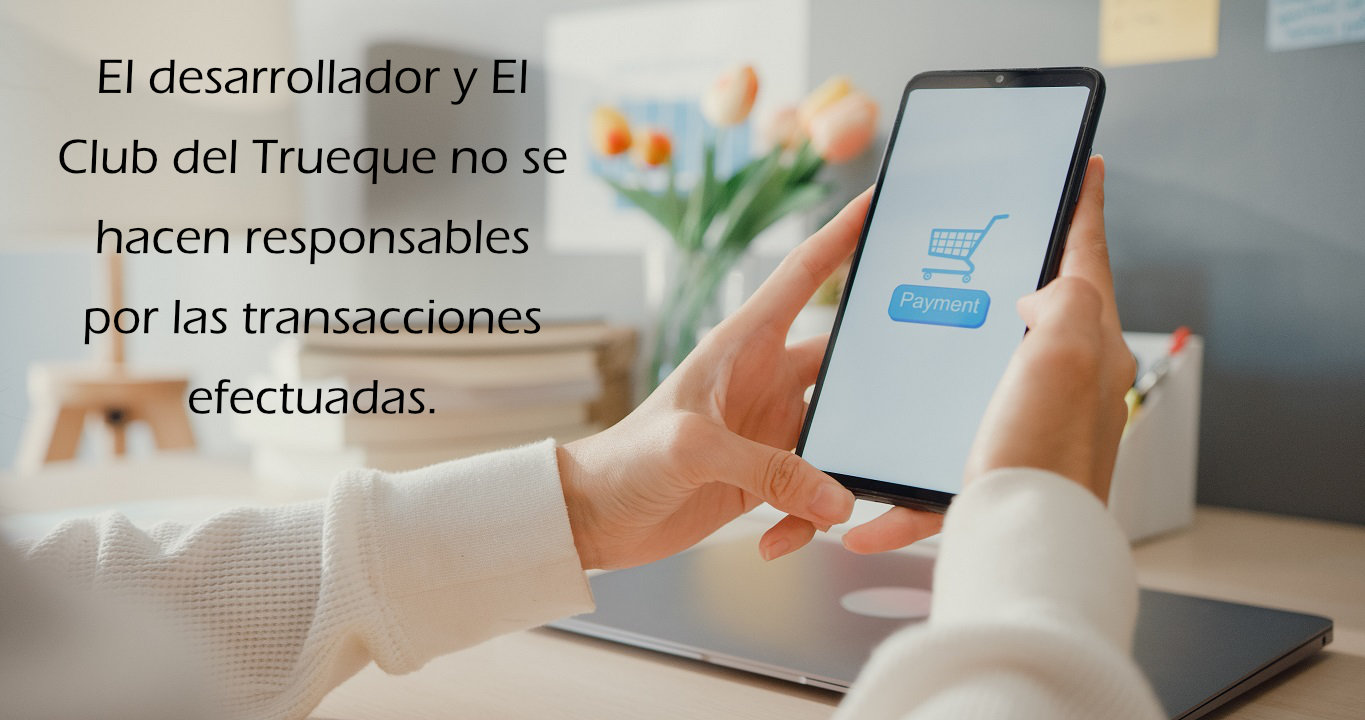 El desarrollador y El
Club del Trueque no se
hacen responsables
por las transacciones
efectuadas.
Payment